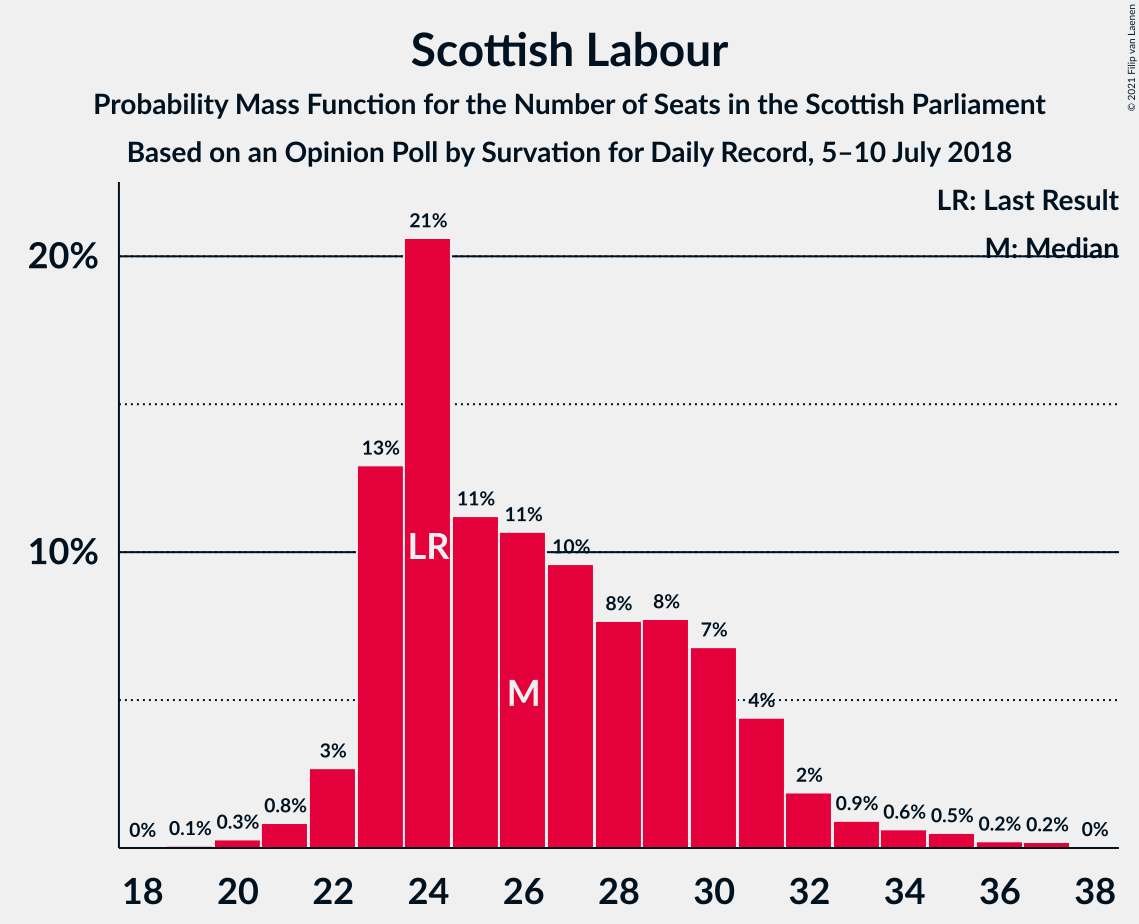 © 2021 Filip van Laenen
Scottish Labour
Probability Mass Function for the Number of Seats in the Scottish Parliament
Based on an Opinion Poll by Survation for Daily Record, 5–10 July 2018
LR: Last Result
M: Median
20%
10%
0%
0.1%
0.3%
0.8%
3%
13%
21%
11%
11%
10%
8%
8%
7%
4%
2%
0.9%
0.6%
0.5%
0.2%
0.2%
0%
LR
M
18 20 22 24 26 28 30 32 34 36 38